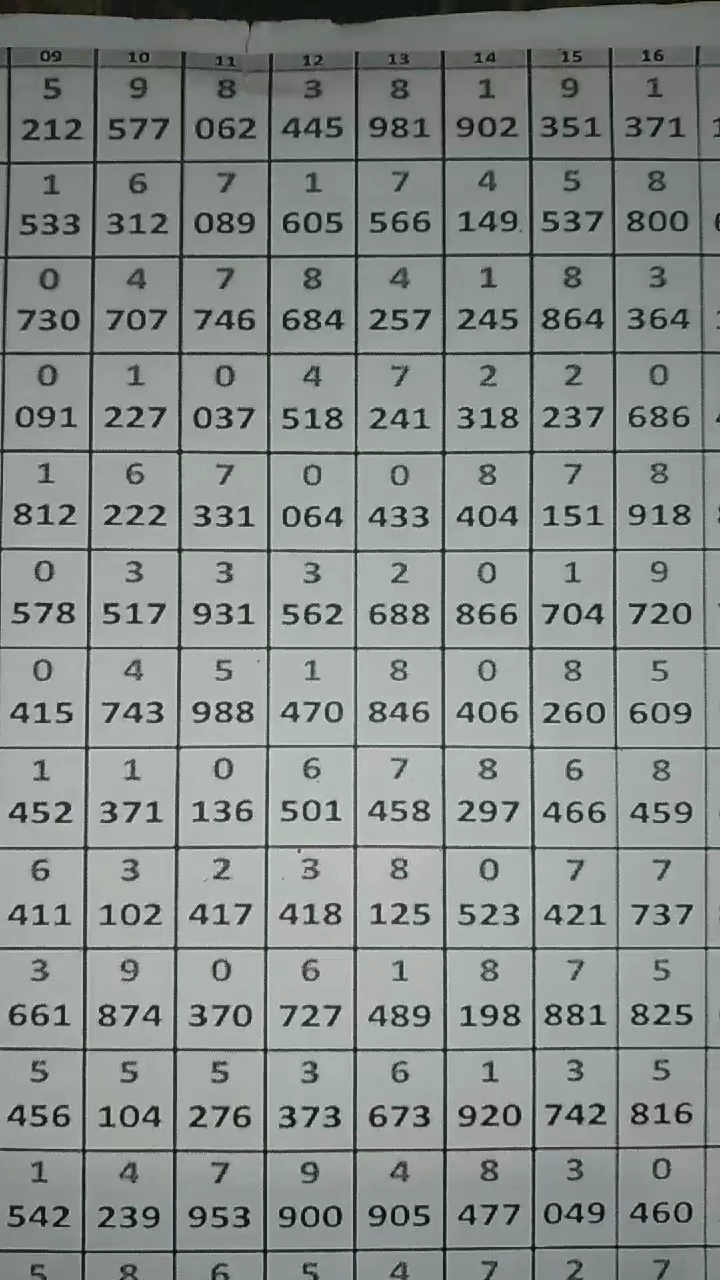 09 10 11 12 13 14 15 16
5 9 8 3 8 1 9 1
212 577 062 445 981 902 351 371
1 6 7 1 7 4 5 8
533 312 089 605 566 149 537 800
0 4 7 8 4 1 8 3
730 707 746 684 257 245 864 364
0 1 0 4 7 2 2 0
091 227 037 518 241 318 237 686
1 6 7 0 0 8 7 8
812 222 331 064 433 404 151 918
0 3 3 3 2 0 1 9
578 517 931 562 688 866 704 720
0 4 5 1 8 0 8 5
415 743 988 470 846 406 260 609
1 1 0 6 7 8 6 8
452 371 136 501 458 297 466 459
6 3 2 3 8 0 7 7
411 102 417 418 125 523 421 737
3 9 0 6 1 8 7 5
661 874 370 727 489 198 881 825
5 5 5 3 6 1 3 5
456 104 276 373 673 920 742 816
1 4 7 9 4 8 3 0
542 239 953 900 905 477 049 460
5 8 6 5 4 7 2 7